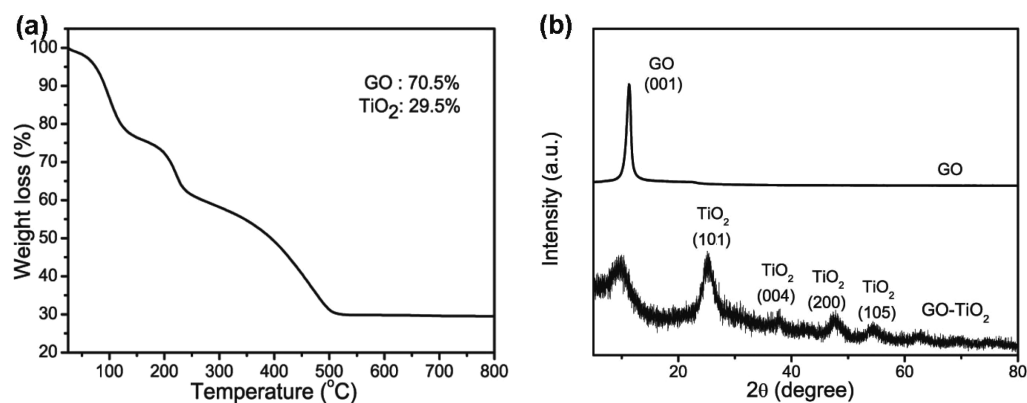 (a)
100
90
80
70
60
50
40
30
20
Weight loss (%)
GO : 70.5%
TiO₂: 29.5%
0 100 200 300 400 500 600 700 800
Temperature (°C)
(b)
Intensity (a.u.)
GO
(001)
GO
TiO₂
(101)
TiO₂
(004)
TiO₂
(200)
TiO₂
(105)
GO-TiO₂
20 40 60 80
2θ (degree)